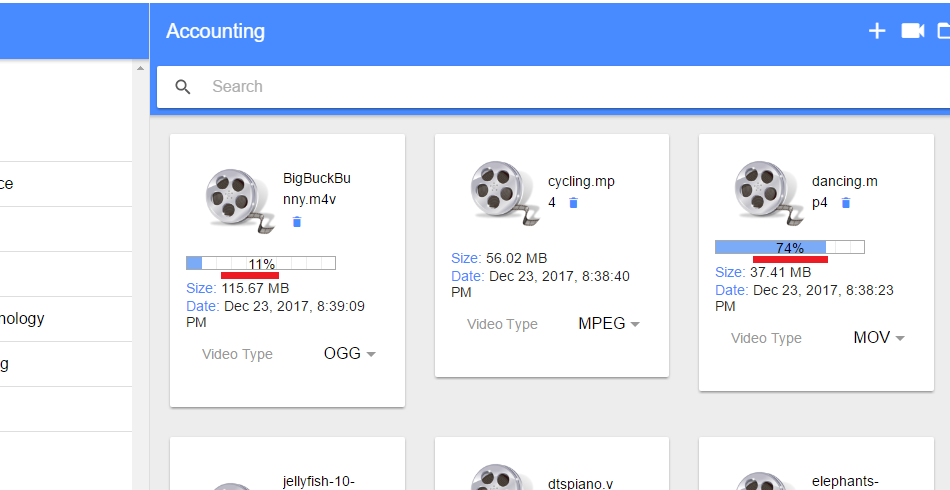 Accounting
Search
ce
nology
g
BigBuckBu
nny.m4v
11%
Size: 115.67 MB
Date: Dec 23, 2017, 8:39:09
PM
Video Type OGG
cycling.mp
4
Size: 56.02 MB
Date: Dec 23, 2017, 8:38:40
PM
Video Type MPEG
dancing.m
p4
74%
Size: 37.41 MB
Date: Dec 23, 2017, 8:38:23
PM
Video Type MOV
jellyfish-10-
dtspiano.v
elephants-